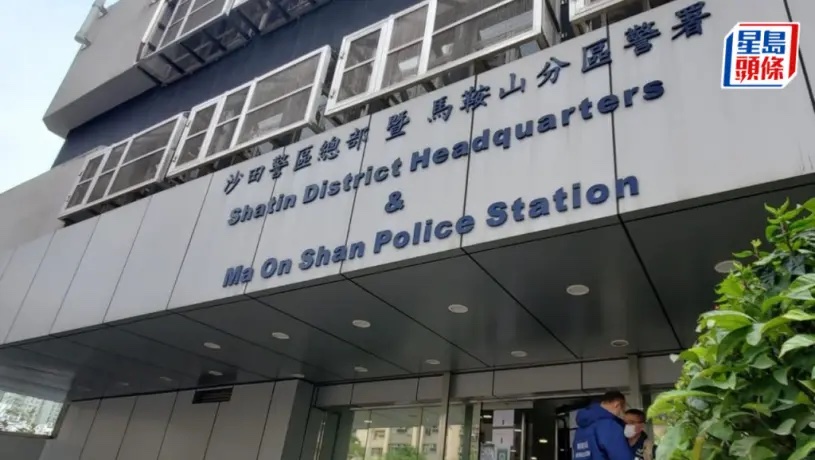 星島
頭條
沙田警區總部 暨 馬鞍山分區警署
Shatin District Headquarters
&
Ma On Shan Police Station